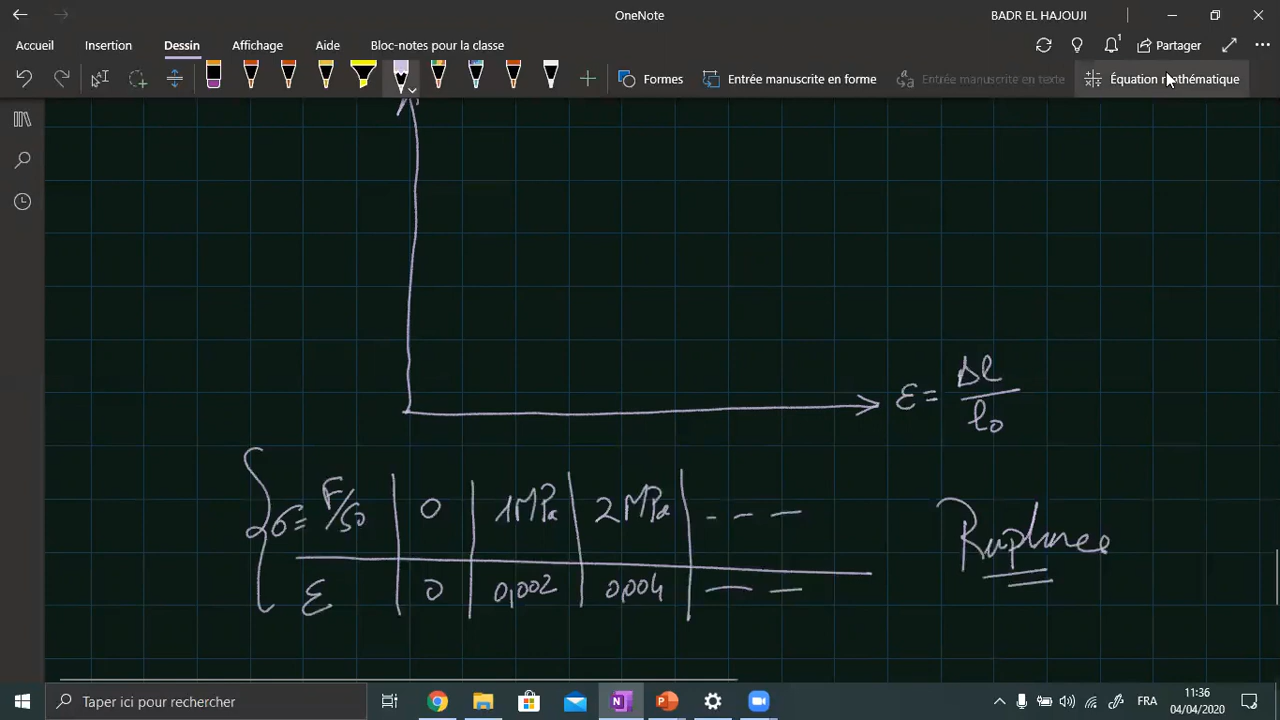 OneNote
BADR EL HAJOUJI
Accueil
Insertion
Dessin
Affichage
Aide
Bloc-notes pour la classe
Partager
Formes
Entrée manuscrite en forme
Entrée manuscrite en texte
Équation mathématique
ε = Δl / l₀
σ = F/S₀ | 0 | 1MPa | 2 MPa | - - -
ε | 0 | 0,002 | 0,004 | - -
Rupture
Taper ici pour rechercher
FRA
11:36
04/04/2020